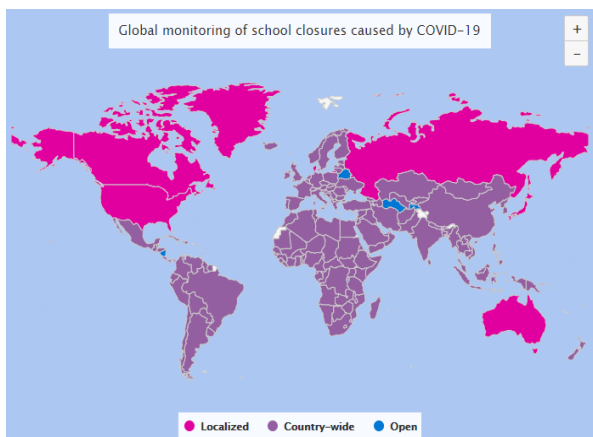 Global monitoring of school closures caused by COVID-19
+
−
Localized Country-wide Open